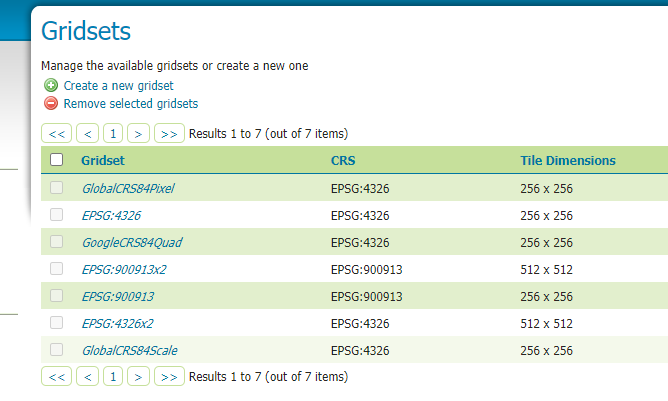 Gridsets
Manage the available gridsets or create a new one
Create a new gridset
Remove selected gridsets
<< < 1 > >> Results 1 to 7 (out of 7 items)
Gridset CRS Tile Dimensions
GlobalCRS84Pixel EPSG:4326 256 x 256
EPSG:4326 EPSG:4326 256 x 256
GoogleCRS84Quad EPSG:4326 256 x 256
EPSG:900913x2 EPSG:900913 512 x 512
EPSG:900913 EPSG:900913 256 x 256
EPSG:4326x2 EPSG:4326 512 x 512
GlobalCRS84Scale EPSG:4326 256 x 256
<< < 1 > >> Results 1 to 7 (out of 7 items)